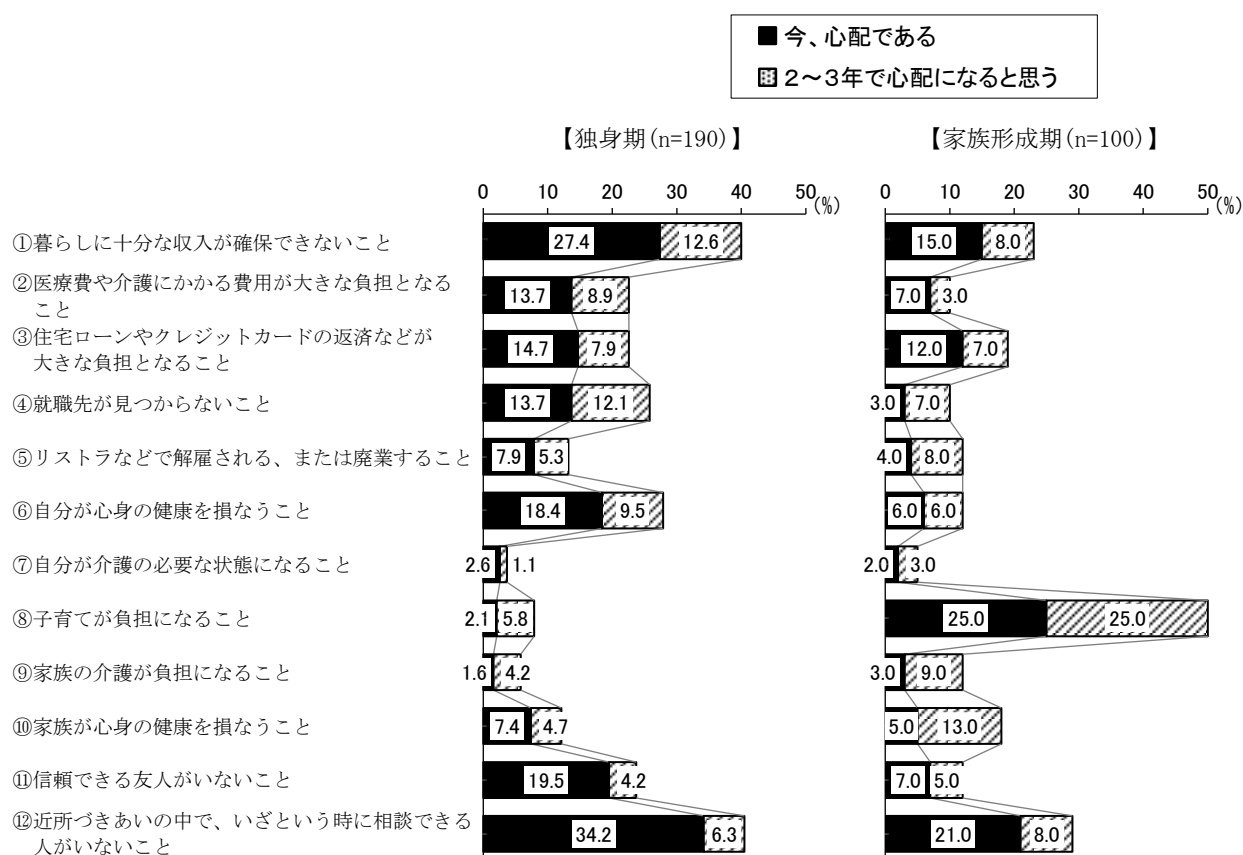 今、心配である
2～3年で心配になると思う
【独身期(n=190)】 【家族形成期(n=100)】
0 10 20 30 40 50(%) 0 10 20 30 40 50(%)
①暮らしに十分な収入が確保できないこと 27.4 12.6 15.0 8.0
②医療費や介護にかかる費用が大きな負担となる
こと 13.7 8.9 7.0 3.0
③住宅ローンやクレジットカードの返済などが
大きな負担となること 14.7 7.9 12.0 7.0
④就職先が見つからないこと 13.7 12.1 3.0 7.0
⑤リストラなどで解雇される、または廃業すること 7.9 5.3 4.0 8.0
⑥自分が心身の健康を損なうこと 18.4 9.5 6.0 6.0
⑦自分が介護の必要な状態になること 2.6 1.1 2.0 3.0
⑧子育てが負担になること 2.1 5.8 25.0 25.0
⑨家族の介護が負担になること 1.6 4.2 3.0 9.0
⑩家族が心身の健康を損なうこと 7.4 4.7 5.0 13.0
⑪信頼できる友人がいないこと 19.5 4.2 7.0 5.0
⑫近所づきあいの中で、いざという時に相談できる
人がいないこと 34.2 6.3 21.0 8.0